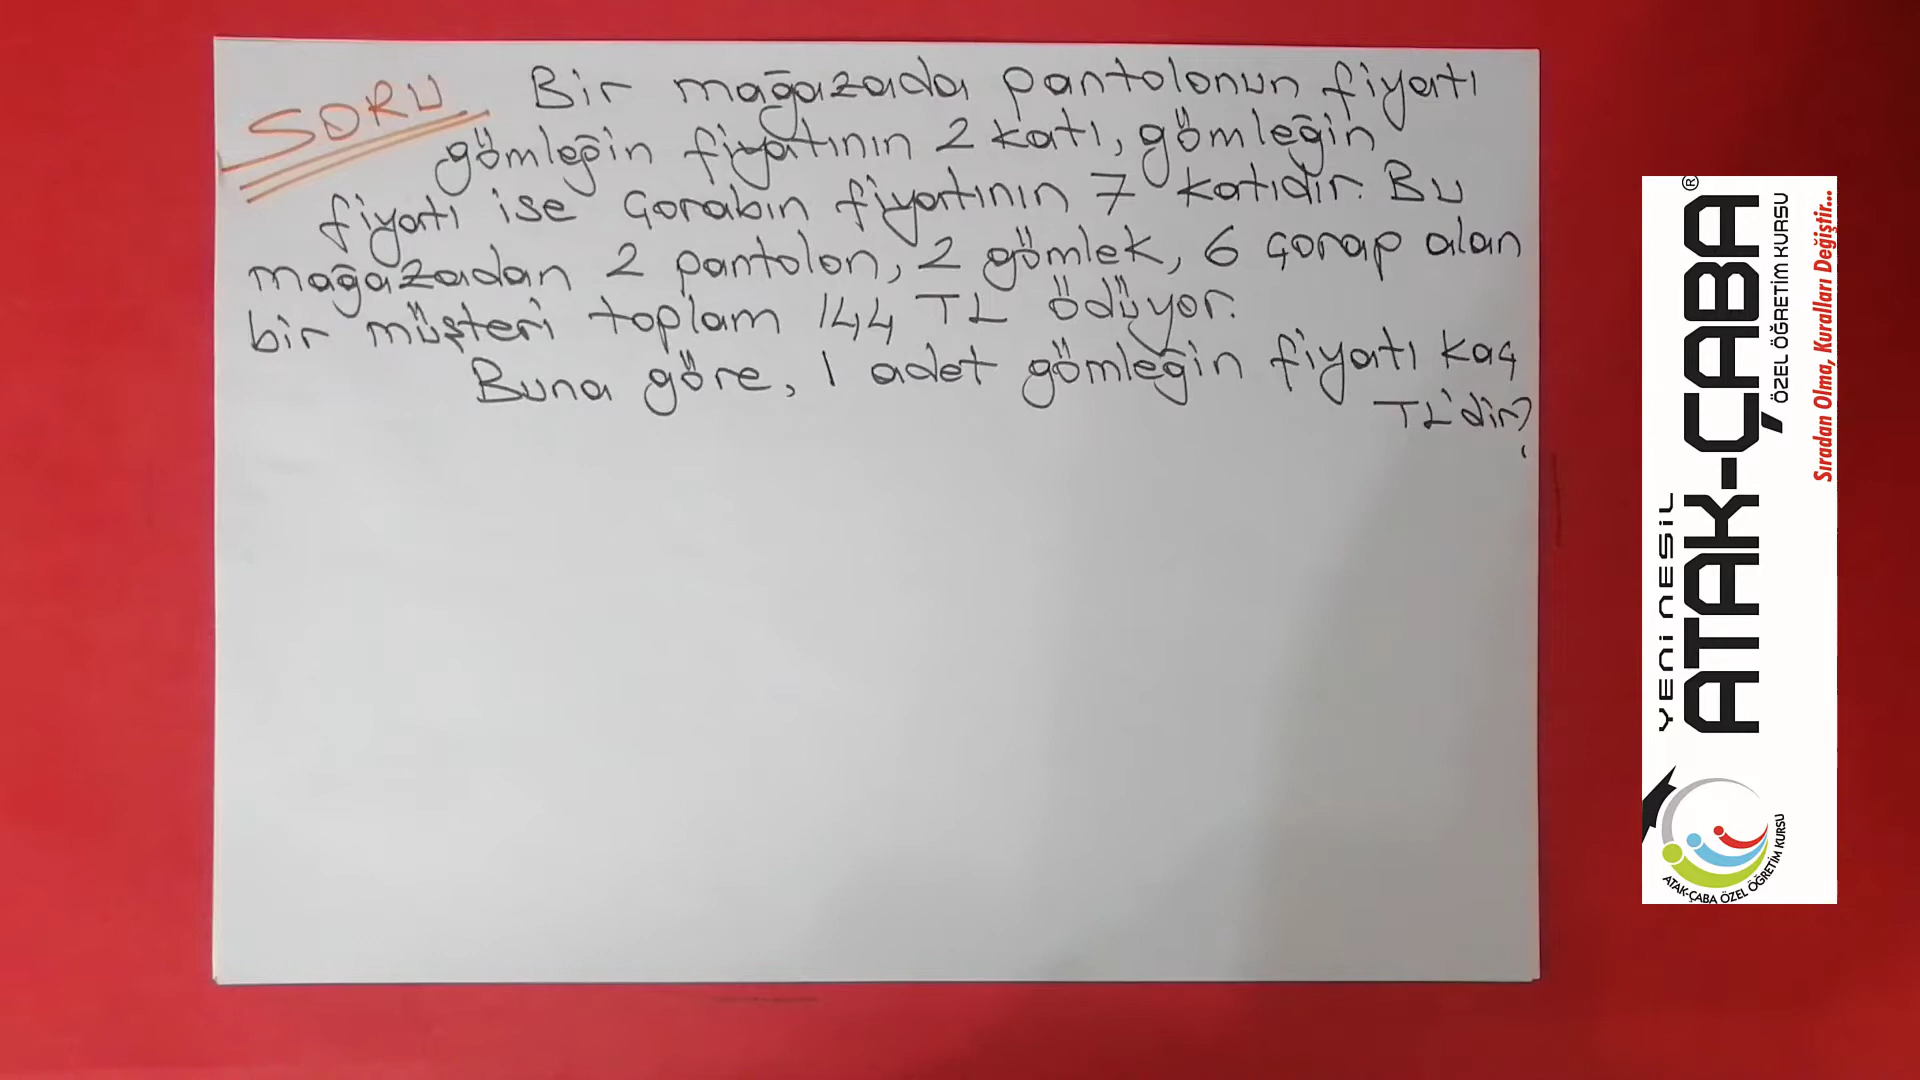 SORU
Bir mağazada pantolonun fiyatı
gömleğin fiyatının 2 katı, gömleğin
fiyatı ise çorabın fiyatının 7 katıdır. Bu
mağazadan 2 pantolon, 2 gömlek, 6 çorap alan
bir müşteri toplam 144 TL ödüyor.
Buna göre, 1 adet gömleğin fiyatı kaç
TL'dir?
YENİ NESİL
ATAK-ÇABA®
ÖZEL ÖĞRETİM KURSU
Sıradan Olma, Kuralları Değiştir...
ATAK-ÇABA ÖZEL ÖĞRETİM KURSU